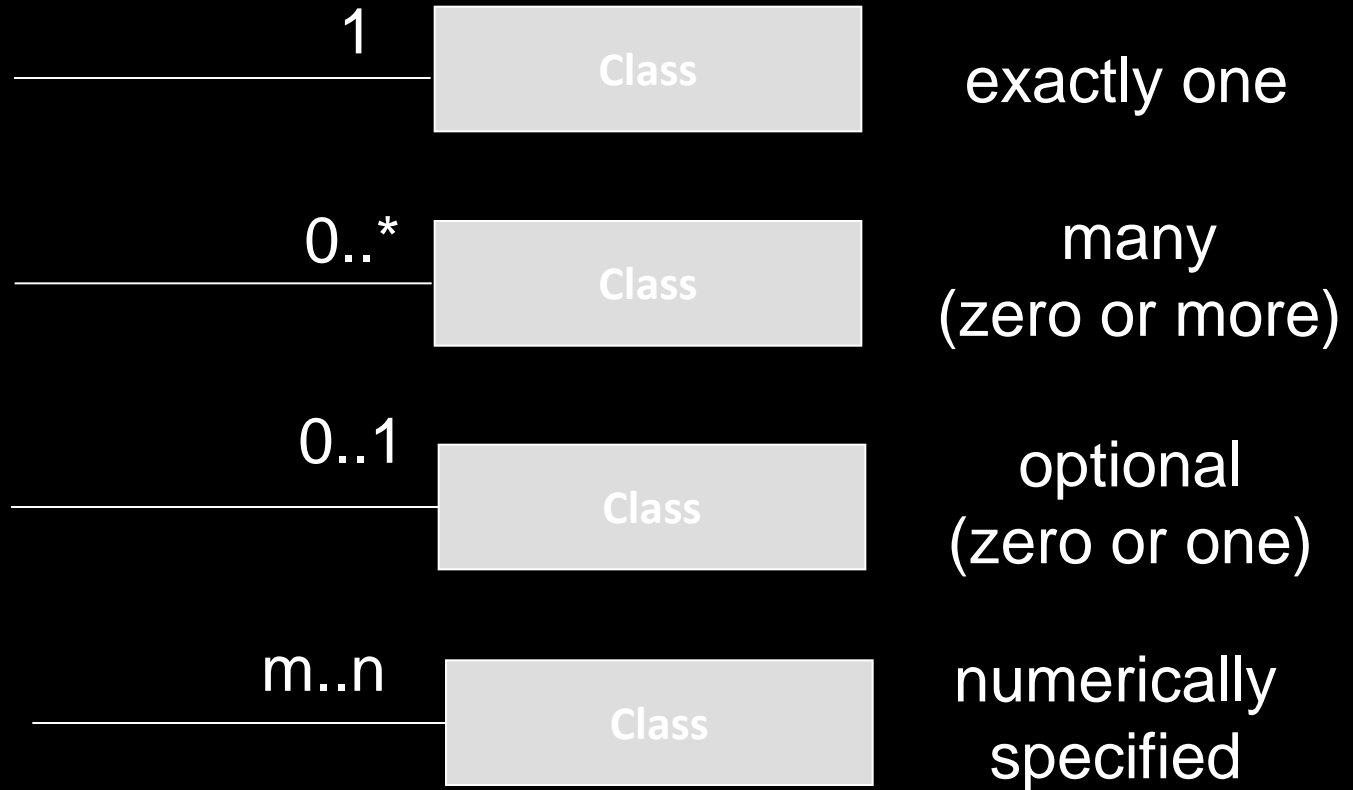 1
Class
exactly one
0..*
Class
many
(zero or more)
0..1
Class
optional
(zero or one)
m..n
Class
numerically
specified